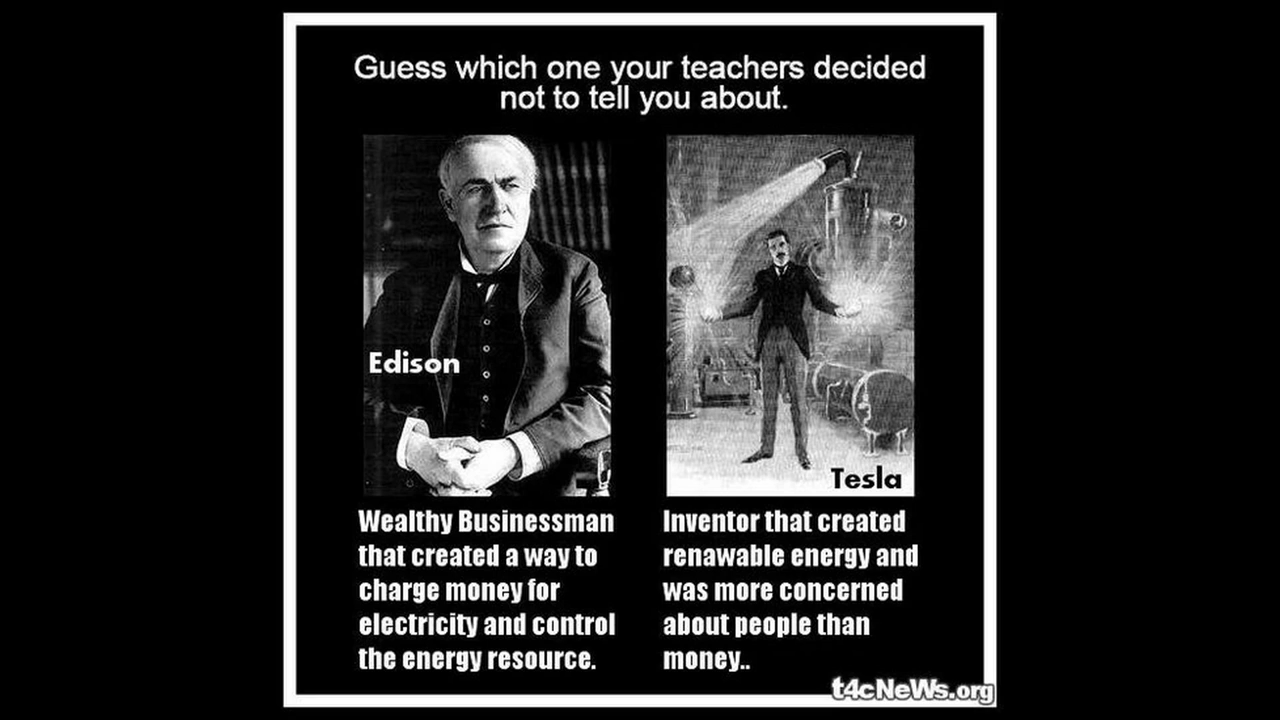 Guess which one your teachers decided
not to tell you about.
Edison
Tesla
Wealthy Businessman
that created a way to
charge money for
electricity and control
the energy resource.
Inventor that created
renawable energy and
was more concerned
about people than
money..
t4cNeWs.org